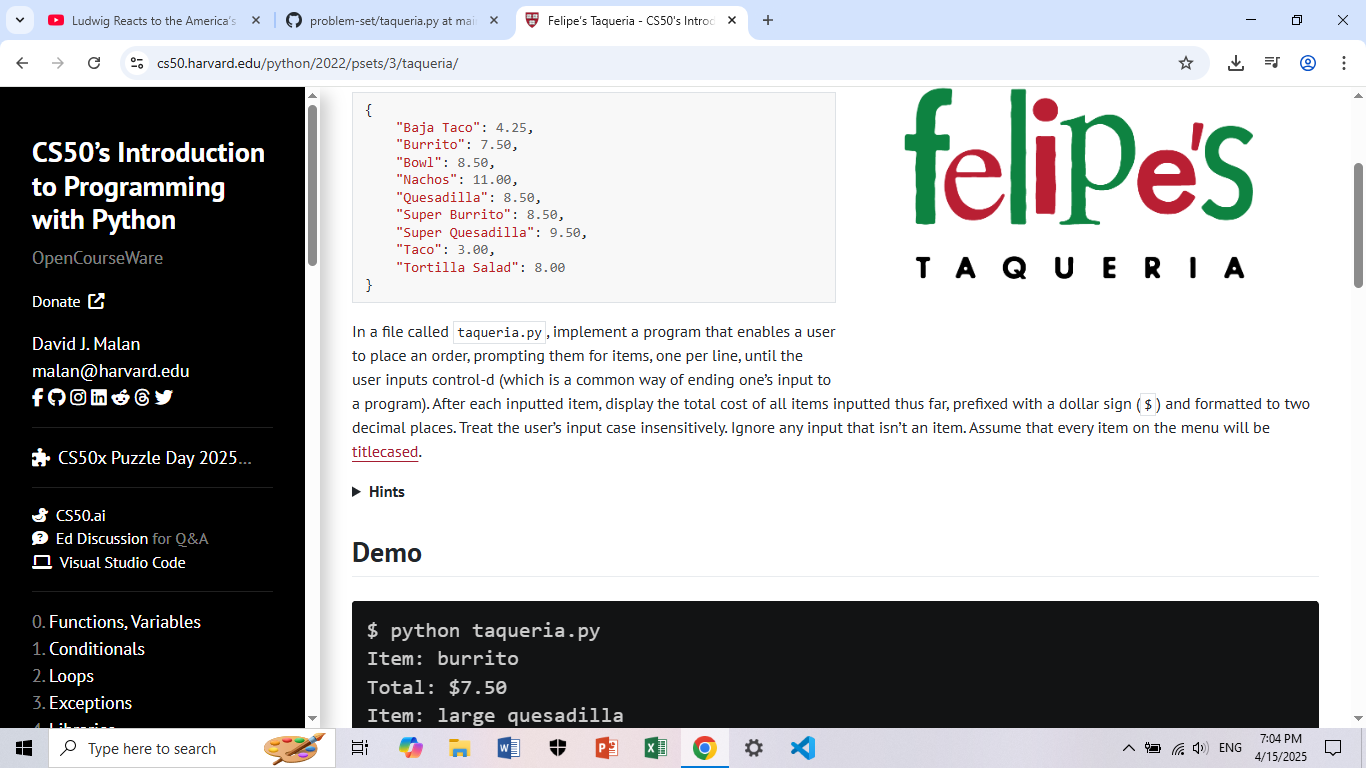 Ludwig Reacts to the America's
problem-set/taqueria.py at mai
Felipe's Taqueria - CS50's Introd
cs50.harvard.edu/python/2022/psets/3/taqueria/
CS50's Introduction
to Programming
with Python
OpenCourseWare
Donate
David J. Malan
malan@harvard.edu
CS50x Puzzle Day 2025...
CS50.ai
Ed Discussion for Q&A
Visual Studio Code
0. Functions, Variables
1. Conditionals
2. Loops
3. Exceptions
4. Libraries
{
"Baja Taco": 4.25,
"Burrito": 7.50,
"Bowl": 8.50,
"Nachos": 11.00,
"Quesadilla": 8.50,
"Super Burrito": 8.50,
"Super Quesadilla": 9.50,
"Taco": 3.00,
"Tortilla Salad": 8.00
}
felipe's
TAQUERIA
In a file called taqueria.py, implement a program that enables a user
to place an order, prompting them for items, one per line, until the
user inputs control-d (which is a common way of ending one's input to
a program). After each inputted item, display the total cost of all items inputted thus far, prefixed with a dollar sign ($) and formatted to two
decimal places. Treat the user's input case insensitively. Ignore any input that isn't an item. Assume that every item on the menu will be
titlecased.
Hints
Demo
$ python taqueria.py
Item: burrito
Total: $7.50
Item: large quesadilla
Type here to search
ENG
7:04 PM
4/15/2025